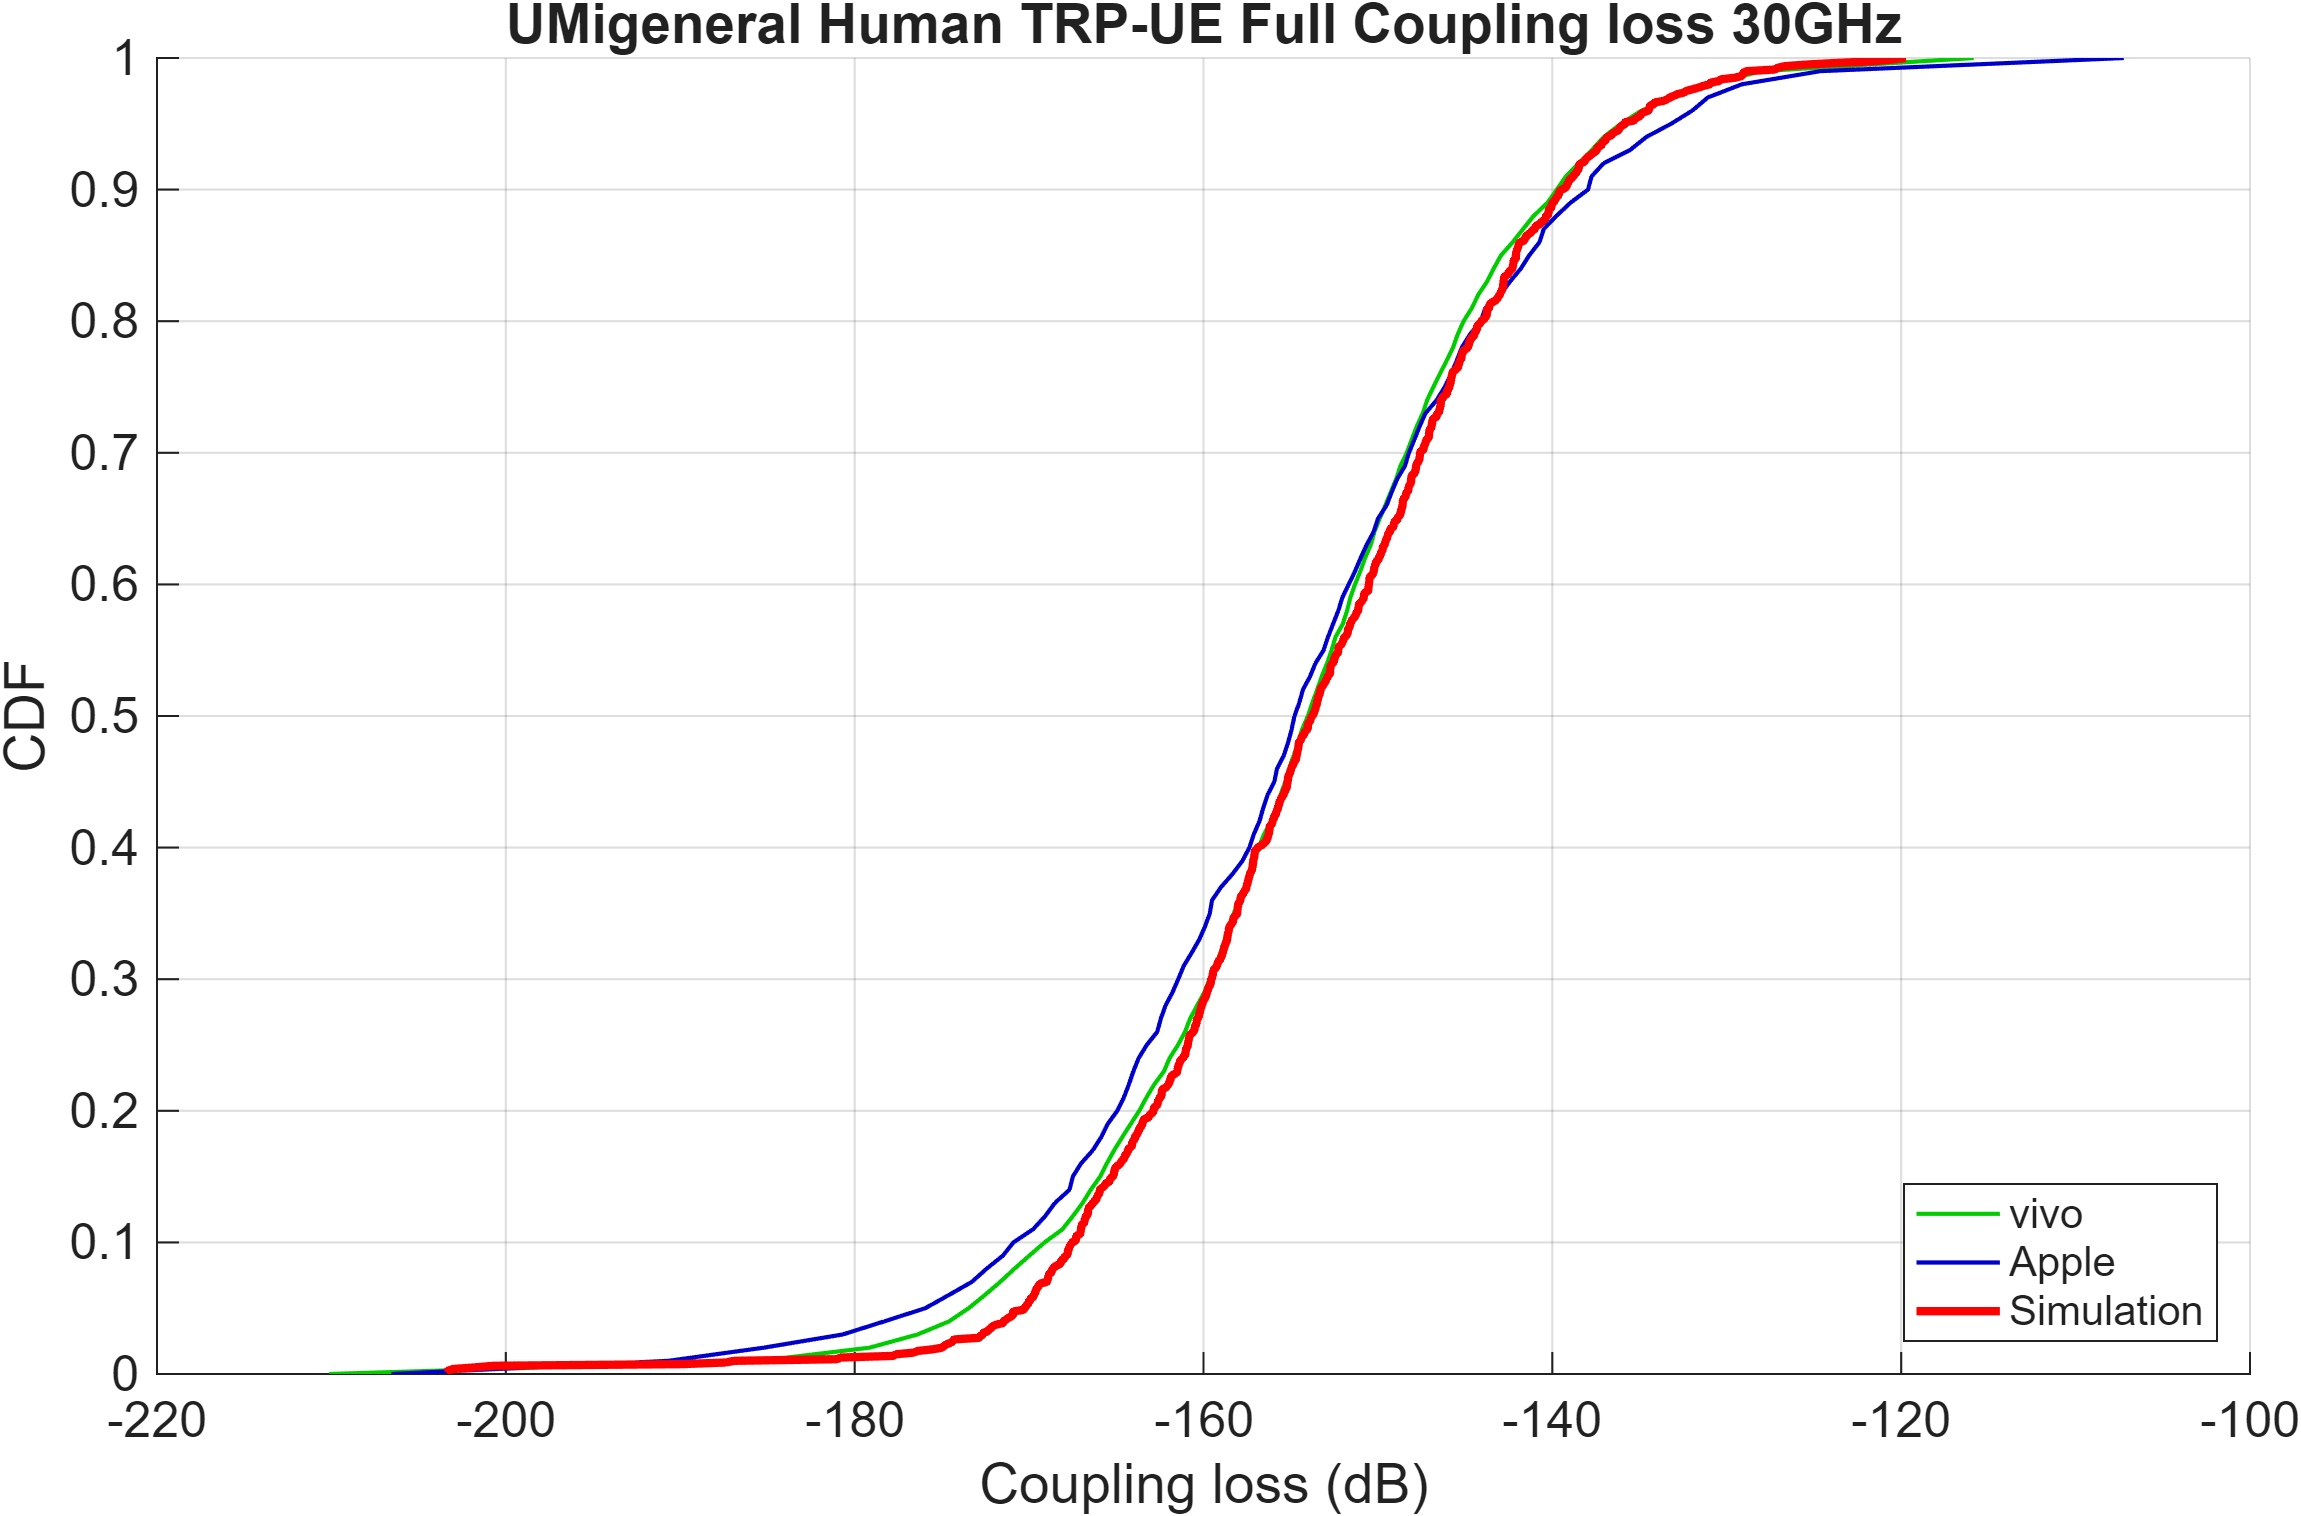 UMigeneral Human TRP-UE Full Coupling loss 30GHz
1
0.9
0.8
0.7
0.6
0.5
0.4
0.3
0.2
0.1
0
CDF
vivo
Apple
Simulation
-220 -200 -180 -160 -140 -120 -100
Coupling loss (dB)